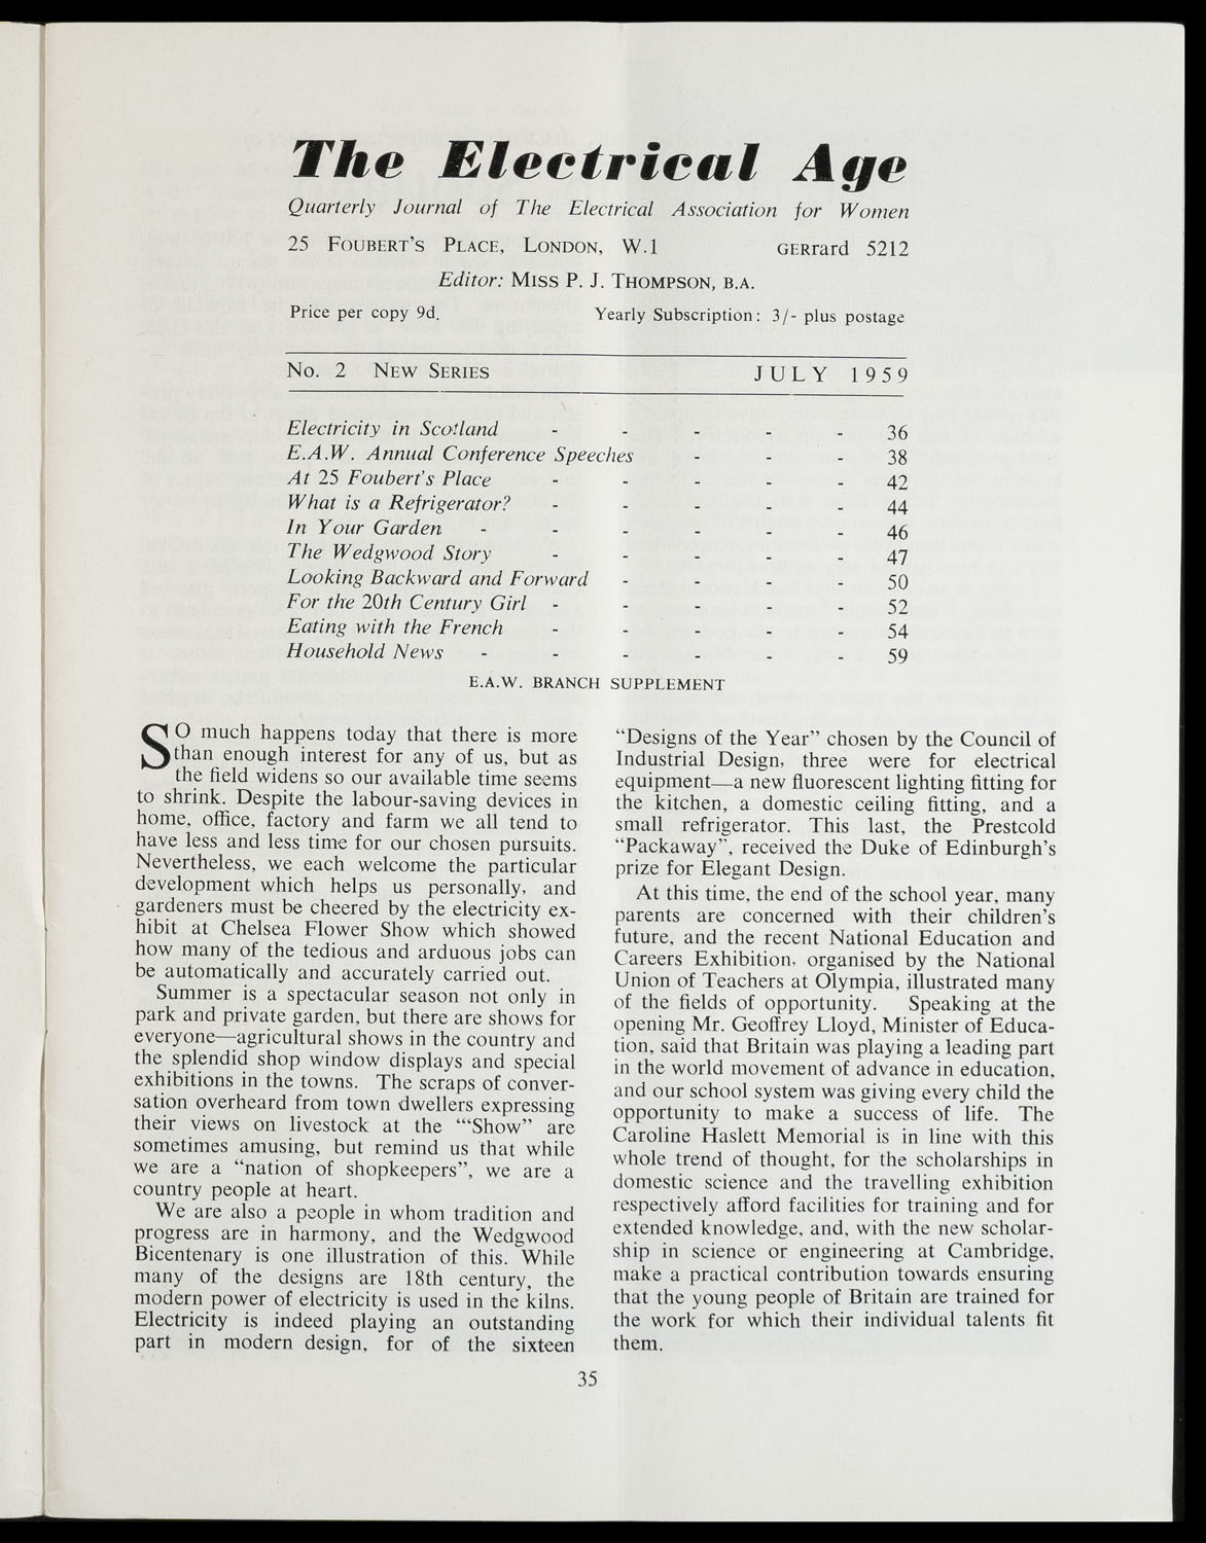 The Electrical Age
Quarterly Journal of The Electrical Association for Women
25 FOUBERT'S PLACE, LONDON, W.1 GERrard 5212
Editor: MISS P. J. THOMPSON, B.A.
Price per copy 9d. Yearly Subscription: 3/- plus postage
No. 2 NEW SERIES JULY 1959
Electricity in Scotland - - - - - 36
E.A.W. Annual Conference Speeches - - - 38
At 25 Foubert's Place - - - - - 42
What is a Refrigerator? - - - - - 44
In Your Garden - - - - - - 46
The Wedgwood Story - - - - - 47
Looking Backward and Forward - - - - 50
For the 20th Century Girl - - - - - 52
Eating with the French - - - - - 54
Household News - - - - - - 59
E.A.W. BRANCH SUPPLEMENT
SO much happens today that there is more
than enough interest for any of us, but as
the field widens so our available time seems
to shrink. Despite the labour-saving devices in
home, office, factory and farm we all tend to
have less and less time for our chosen pursuits.
Nevertheless, we each welcome the particular
development which helps us personally, and
gardeners must be cheered by the electricity ex-
hibit at Chelsea Flower Show which showed
how many of the tedious and arduous jobs can
be automatically and accurately carried out.
Summer is a spectacular season not only in
park and private garden, but there are shows for
everyone—agricultural shows in the country and
the splendid shop window displays and special
exhibitions in the towns. The scraps of conver-
sation overheard from town dwellers expressing
their views on livestock at the "'Show" are
sometimes amusing, but remind us that while
we are a "nation of shopkeepers", we are a
country people at heart.
We are also a people in whom tradition and
progress are in harmony, and the Wedgwood
Bicentenary is one illustration of this. While
many of the designs are 18th century, the
modern power of electricity is used in the kilns.
Electricity is indeed playing an outstanding
part in modern design, for of the sixteen
"Designs of the Year" chosen by the Council of
Industrial Design, three were for electrical
equipment—a new fluorescent lighting fitting for
the kitchen, a domestic ceiling fitting, and a
small refrigerator. This last, the Prestcold
"Packaway", received the Duke of Edinburgh's
prize for Elegant Design.
At this time, the end of the school year, many
parents are concerned with their children's
future, and the recent National Education and
Careers Exhibition, organised by the National
Union of Teachers at Olympia, illustrated many
of the fields of opportunity. Speaking at the
opening Mr. Geoffrey Lloyd, Minister of Educa-
tion, said that Britain was playing a leading part
in the world movement of advance in education,
and our school system was giving every child the
opportunity to make a success of life. The
Caroline Haslett Memorial is in line with this
whole trend of thought, for the scholarships in
domestic science and the travelling exhibition
respectively afford facilities for training and for
extended knowledge, and, with the new scholar-
ship in science or engineering at Cambridge,
make a practical contribution towards ensuring
that the young people of Britain are trained for
the work for which their individual talents fit
them.
35